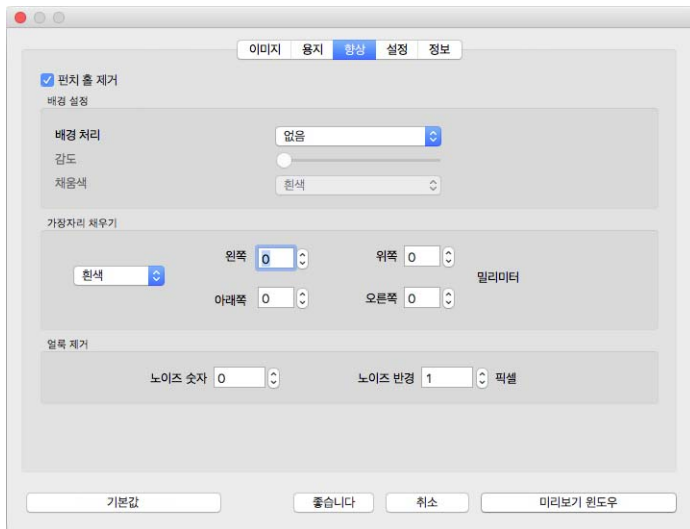 이미지 용지 향상 설정 정보
펀치 홀 제거
배경 설정
배경 처리 없음
감도
채움색 흰색
가장자리 채우기
왼쪽 0 위쪽 0
흰색 밀리미터
아래쪽 0 오른쪽 0
얼룩 제거
노이즈 숫자 0 노이즈 반경 1 픽셀
기본값 좋습니다 취소 미리보기 윈도우